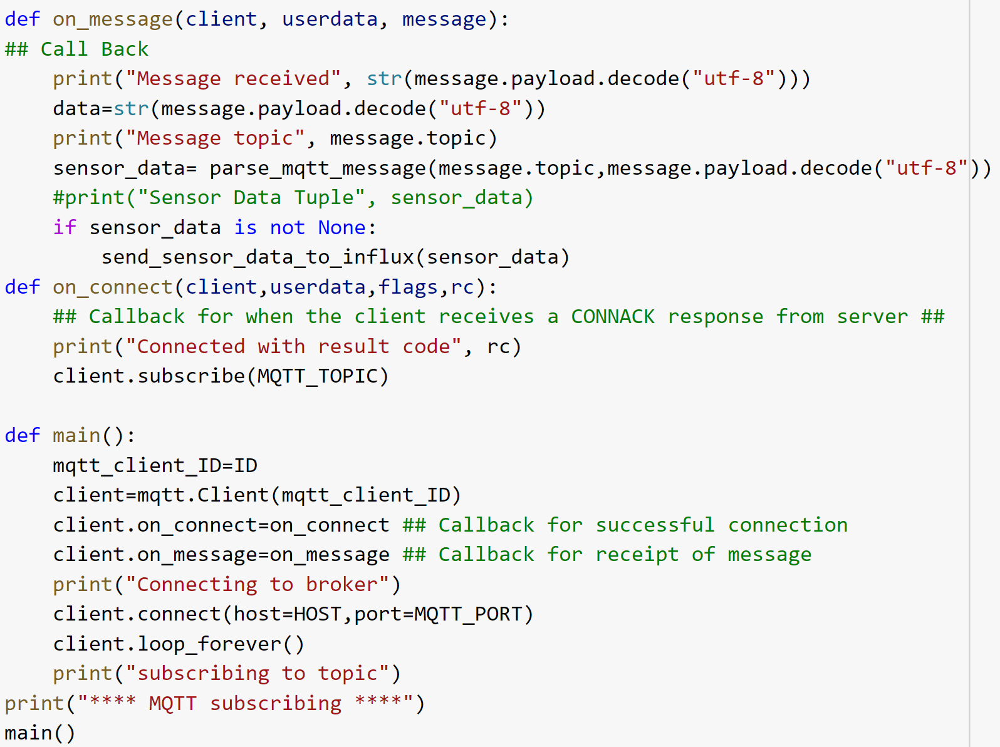 def on_message(client, userdata, message):
## Call Back
    print("Message received", str(message.payload.decode("utf-8")))
    data=str(message.payload.decode("utf-8"))
    print("Message topic", message.topic)
    sensor_data= parse_mqtt_message(message.topic,message.payload.decode("utf-8"))
    #print("Sensor Data Tuple", sensor_data)
    if sensor_data is not None:
        send_sensor_data_to_influx(sensor_data)
def on_connect(client,userdata,flags,rc):
    ## Callback for when the client receives a CONNACK response from server ##
    print("Connected with result code", rc)
    client.subscribe(MQTT_TOPIC)

def main():
    mqtt_client_ID=ID
    client=mqtt.Client(mqtt_client_ID)
    client.on_connect=on_connect ## Callback for successful connection
    client.on_message=on_message ## Callback for receipt of message
    print("Connecting to broker")
    client.connect(host=HOST,port=MQTT_PORT)
    client.loop_forever()
    print("subscribing to topic")
print("**** MQTT subscribing ****")
main()